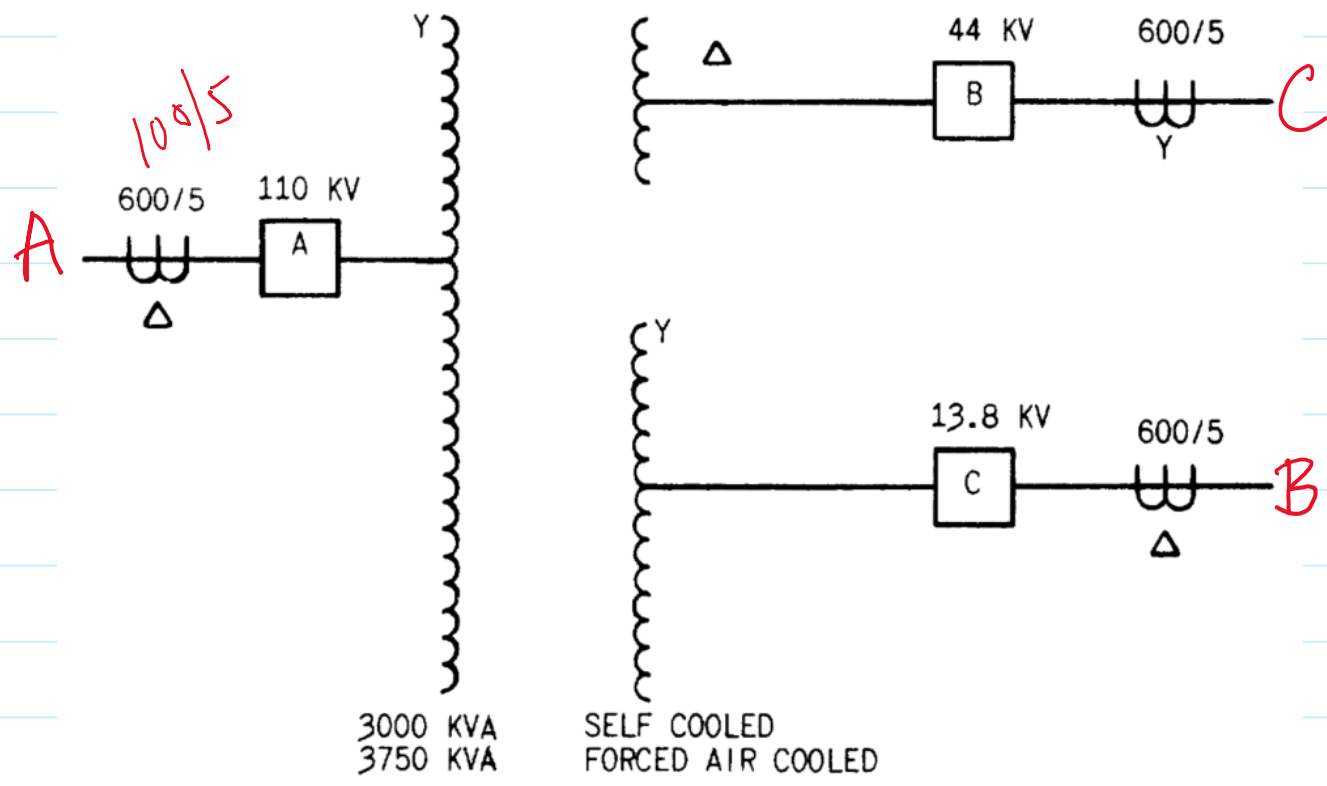 Y
44 KV
600/5
Δ
B
C
Y
100/5
600/5
110 KV
A
A
Δ
Y
13.8 KV
600/5
C
B
Δ
3000 KVA SELF COOLED
3750 KVA FORCED AIR COOLED